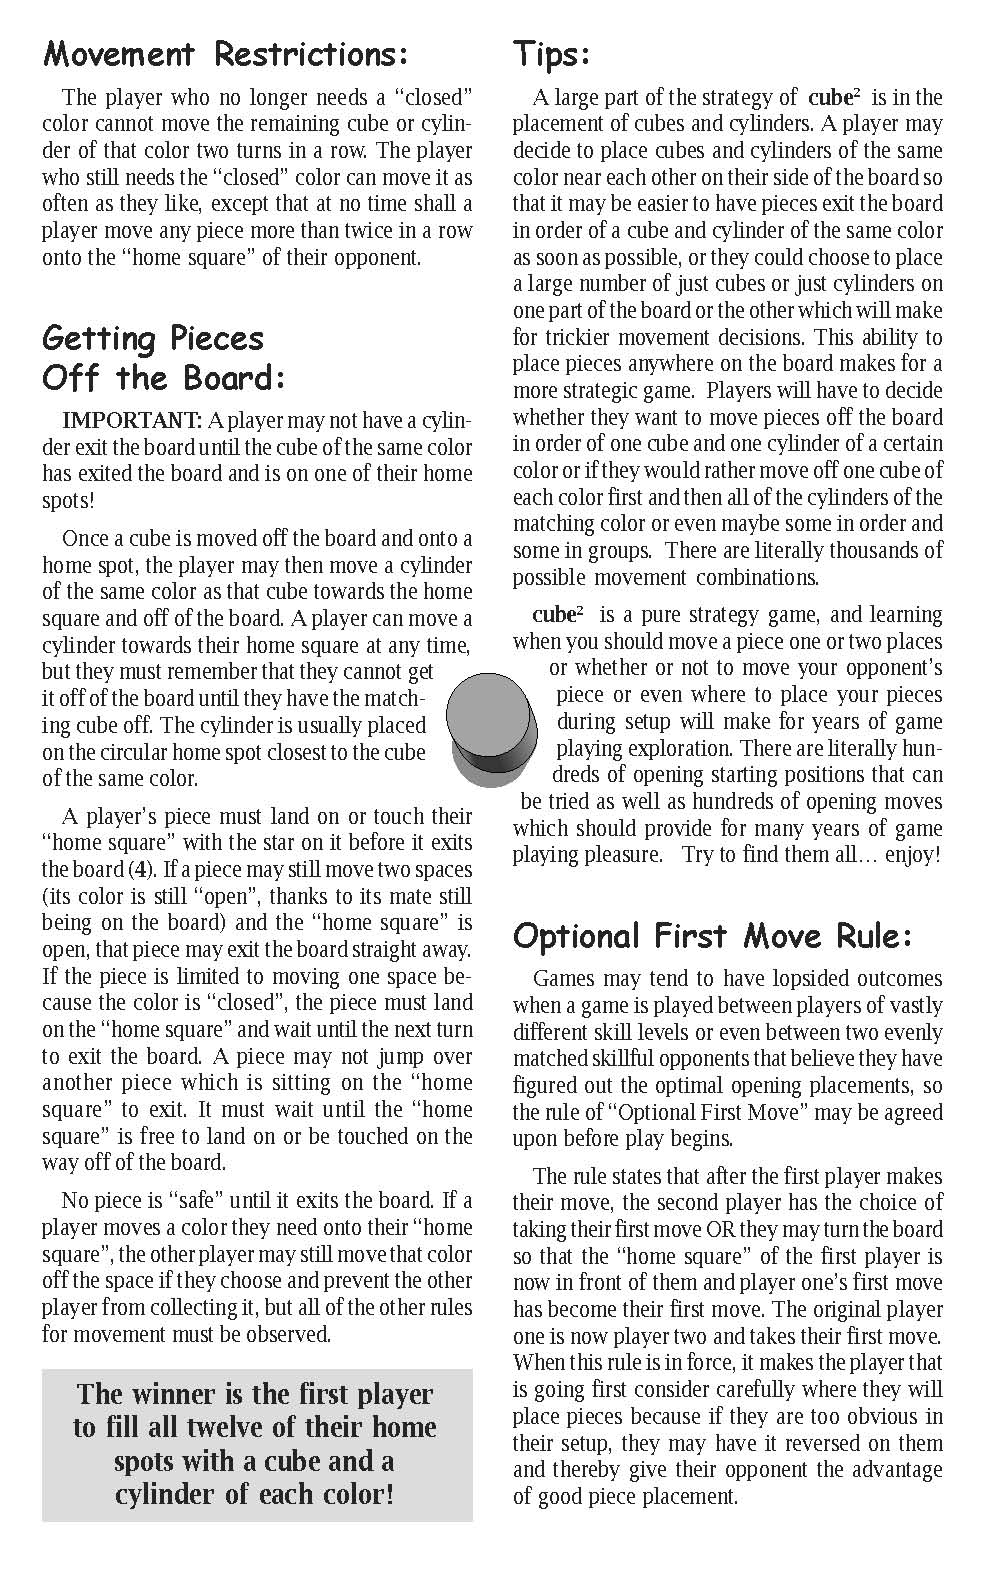 Movement Restrictions:
The player who no longer needs a “closed”
color cannot move the remaining cube or cylin-
der of that color two turns in a row. The player
who still needs the “closed” color can move it as
often as they like, except that at no time shall a
player move any piece more than twice in a row
onto the “home square” of their opponent.
Getting Pieces
Off the Board:
IMPORTANT: A player may not have a cylin-
der exit the board until the cube of the same color
has exited the board and is on one of their home
spots!
Once a cube is moved off the board and onto a
home spot, the player may then move a cylinder
of the same color as that cube towards the home
square and off of the board. A player can move a
cylinder towards their home square at any time,
but they must remember that they cannot get
it off of the board until they have the match-
ing cube off. The cylinder is usually placed
on the circular home spot closest to the cube
of the same color.
A player’s piece must land on or touch their
“home square” with the star on it before it exits
the board (4). If a piece may still move two spaces
(its color is still “open”, thanks to its mate still
being on the board) and the “home square” is
open, that piece may exit the board straight away.
If the piece is limited to moving one space be-
cause the color is “closed”, the piece must land
on the “home square” and wait until the next turn
to exit the board. A piece may not jump over
another piece which is sitting on the “home
square” to exit. It must wait until the “home
square” is free to land on or be touched on the
way off of the board.
No piece is “safe” until it exits the board. If a
player moves a color they need onto their “home
square”, the other player may still move that color
off the space if they choose and prevent the other
player from collecting it, but all of the other rules
for movement must be observed.
The winner is the first player
to fill all twelve of their home
spots with a cube and a
cylinder of each color!
Tips:
A large part of the strategy of cube² is in the
placement of cubes and cylinders. A player may
decide to place cubes and cylinders of the same
color near each other on their side of the board so
that it may be easier to have pieces exit the board
in order of a cube and cylinder of the same color
as soon as possible, or they could choose to place
a large number of just cubes or just cylinders on
one part of the board or the other which will make
for trickier movement decisions. This ability to
place pieces anywhere on the board makes for a
more strategic game. Players will have to decide
whether they want to move pieces off the board
in order of one cube and one cylinder of a certain
color or if they would rather move off one cube of
each color first and then all of the cylinders of the
matching color or even maybe some in order and
some in groups. There are literally thousands of
possible movement combinations.
cube² is a pure strategy game, and learning
when you should move a piece one or two places
or whether or not to move your opponent’s
piece or even where to place your pieces
during setup will make for years of game
playing exploration. There are literally hun-
dreds of opening starting positions that can
be tried as well as hundreds of opening moves
which should provide for many years of game
playing pleasure. Try to find them all… enjoy!
Optional First Move Rule:
Games may tend to have lopsided outcomes
when a game is played between players of vastly
different skill levels or even between two evenly
matched skillful opponents that believe they have
figured out the optimal opening placements, so
the rule of “Optional First Move” may be agreed
upon before play begins.
The rule states that after the first player makes
their move, the second player has the choice of
taking their first move OR they may turn the board
so that the “home square” of the first player is
now in front of them and player one’s first move
has become their first move. The original player
one is now player two and takes their first move.
When this rule is in force, it makes the player that
is going first consider carefully where they will
place pieces because if they are too obvious in
their setup, they may have it reversed on them
and thereby give their opponent the advantage
of good piece placement.